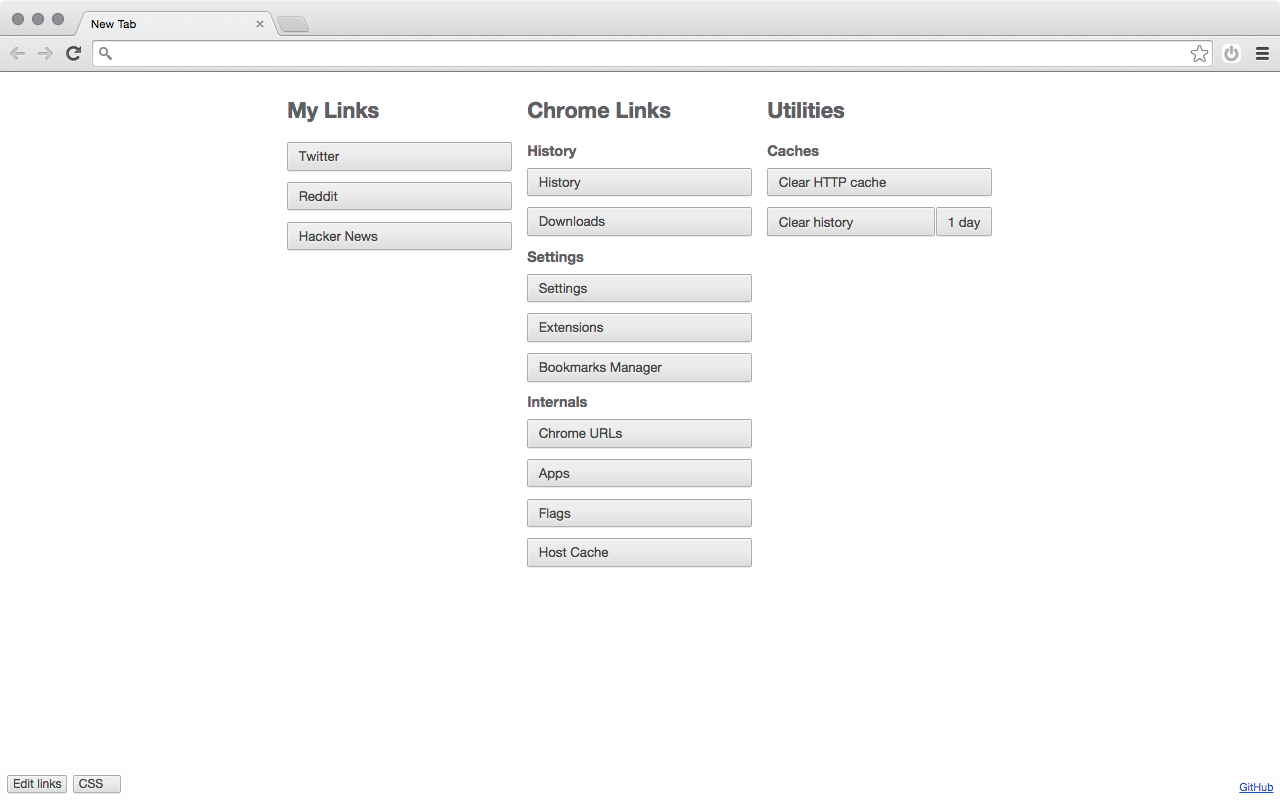 New Tab
My Links
Twitter
Reddit
Hacker News
Chrome Links
History
History
Downloads
Settings
Settings
Extensions
Bookmarks Manager
Internals
Chrome URLs
Apps
Flags
Host Cache
Utilities
Caches
Clear HTTP cache
Clear history 1 day
Edit links CSS
GitHub